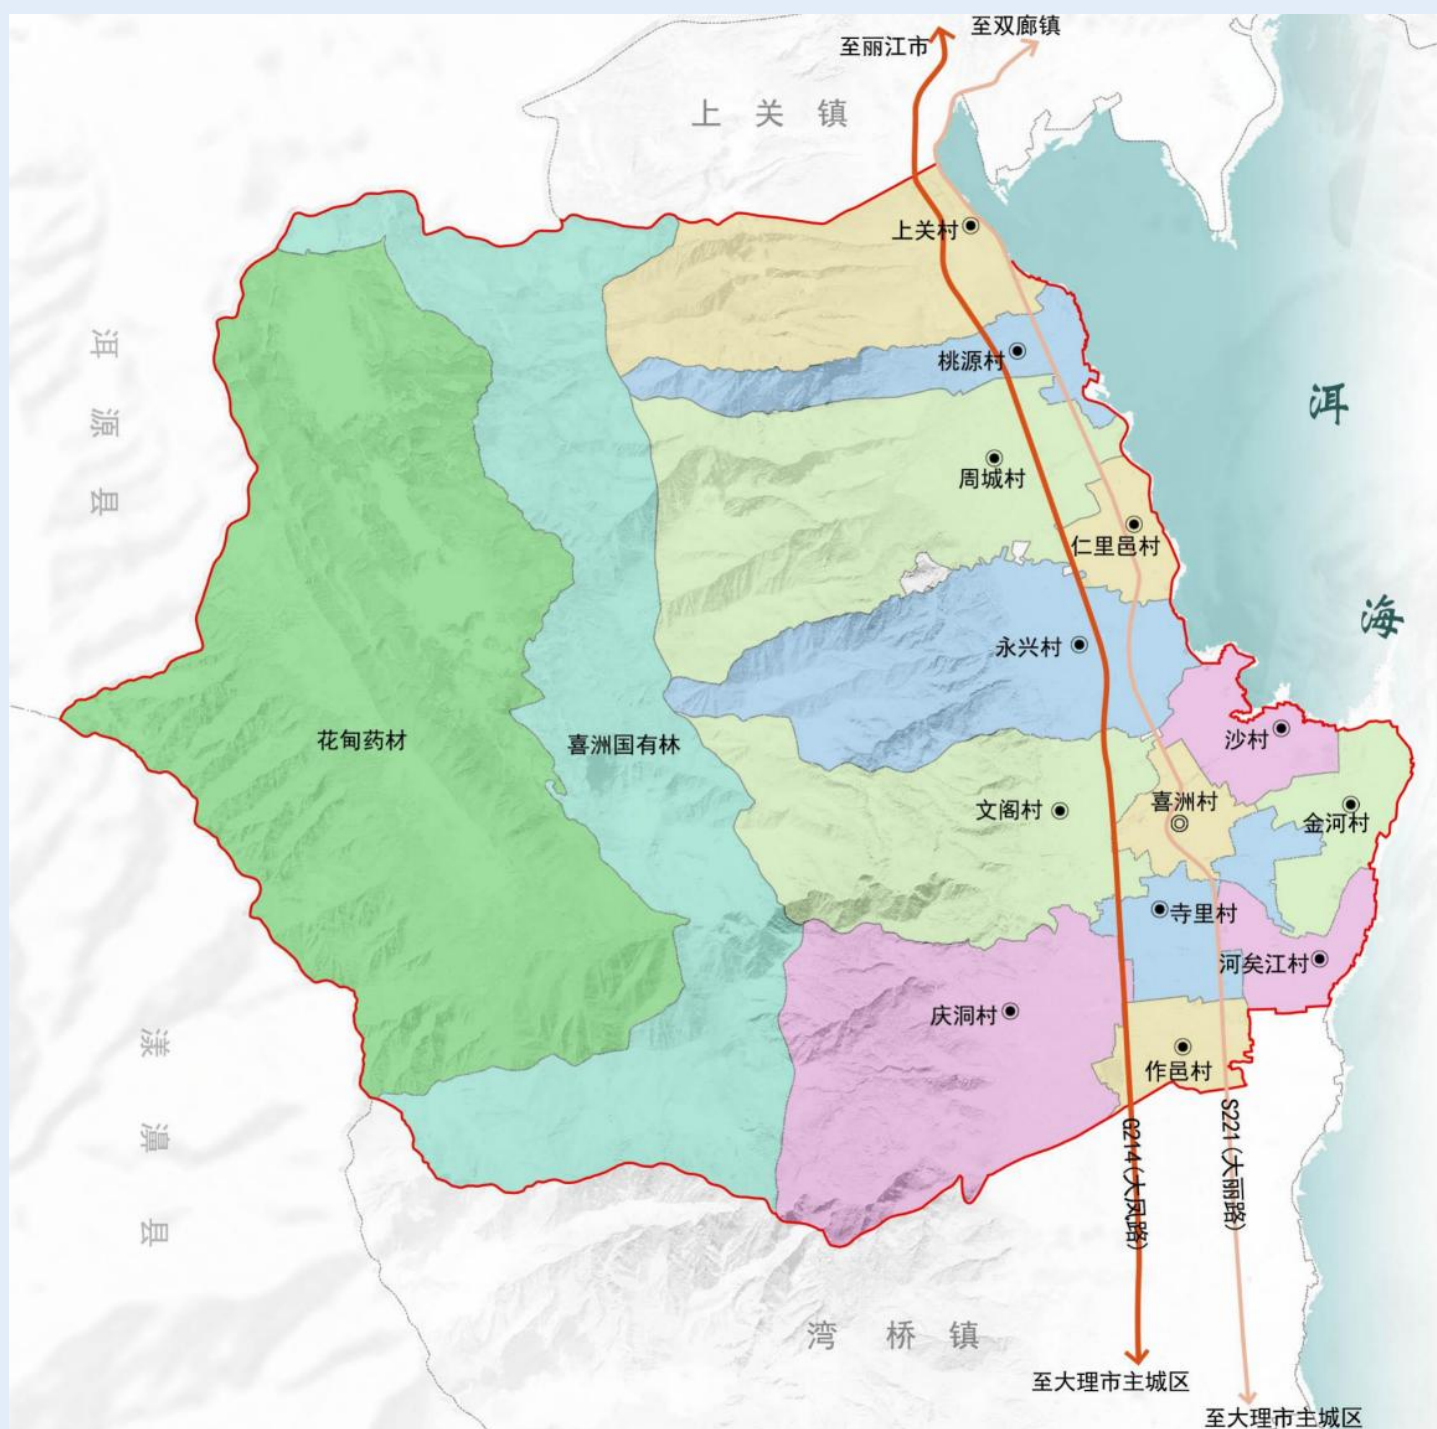 至双廊镇
至丽江市
上关镇
上关村
洱源县
桃源村
洱海
周城村
仁里邑村
永兴村
沙村
花甸药材
喜洲国有林
喜洲村
文阁村
金河村
寺里村
河矣江村
庆洞村
漾濞县
作邑村
G214(大凤路)
S221(大丽路)
湾桥镇
至大理市主城区
至大理市主城区